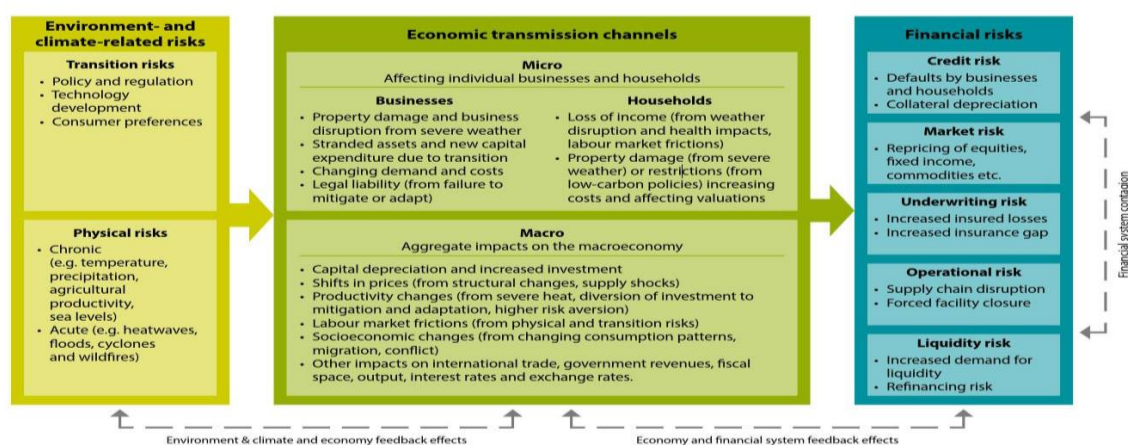 Environment- and
climate-related risks
Transition risks
• Policy and regulation
• Technology
development
• Consumer preferences
Physical risks
• Chronic
(e.g. temperature,
precipitation,
agricultural
productivity,
sea levels)
• Acute (e.g. heatwaves,
floods, cyclones
and wildfires)
Economic transmission channels
Micro
Affecting individual businesses and households
Businesses
• Property damage and business
disruption from severe weather
• Stranded assets and new capital
expenditure due to transition
• Changing demand and costs
• Legal liability (from failure to
mitigate or adapt)
Households
• Loss of income (from weather
disruption and health impacts,
labour market frictions)
• Property damage (from severe
weather) or restrictions (from
low-carbon policies) increasing
costs and affecting valuations
Macro
Aggregate impacts on the macroeconomy
• Capital depreciation and increased investment
• Shifts in prices (from structural changes, supply shocks)
• Productivity changes (from severe heat, diversion of investment to
mitigation and adaptation, higher risk aversion)
• Labour market frictions (from physical and transition risks)
• Socioeconomic changes (from changing consumption patterns,
migration, conflict)
• Other impacts on international trade, government revenues, fiscal
space, output, interest rates and exchange rates.
Financial risks
Credit risk
• Defaults by businesses
and households
• Collateral depreciation
Market risk
• Repricing of equities,
fixed income,
commodities etc.
Underwriting risk
• Increased insured losses
• Increased insurance gap
Operational risk
• Supply chain disruption
• Forced facility closure
Liquidity risk
• Increased demand for
liquidity
• Refinancing risk
Financial system contagion
Environment & climate and economy feedback effects
Economy and financial system feedback effects